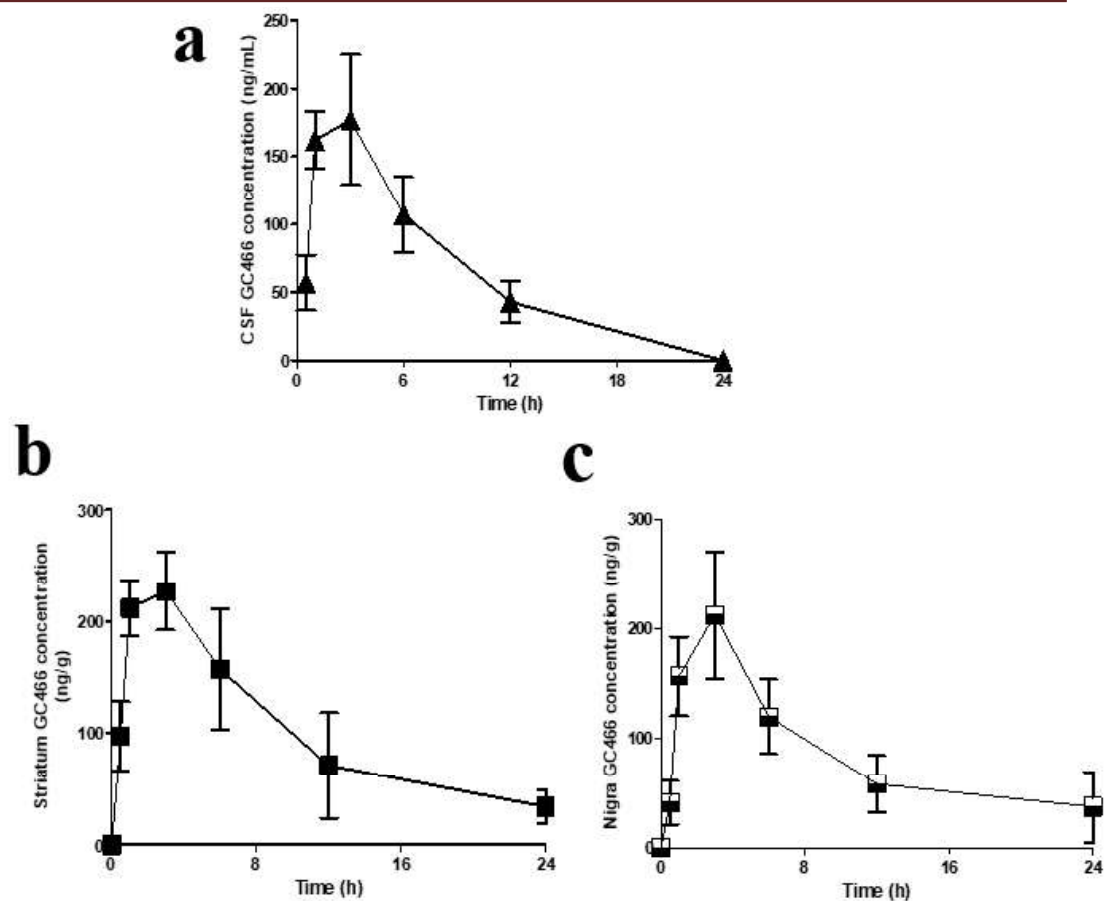 a
CSF GC466 concentration (ng/mL)
250
200
150
100
50
0
0 6 12 18 24
Time (h)
b
Striatum GC466 concentration
(ng/g)
300
200
100
0
0 8 16 24
Time (h)
c
Nigra GC466 concentration (ng/g)
300
200
100
0
0 8 16 24
Time (h)